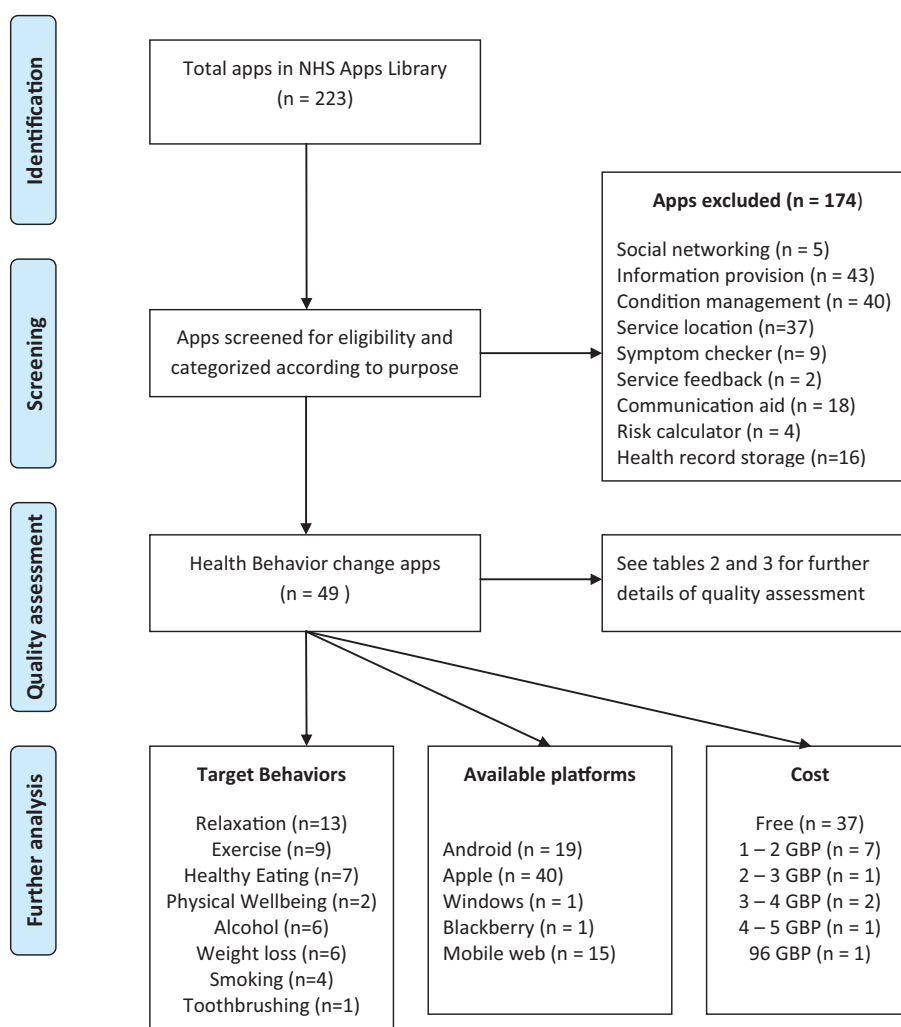 Identification
Total apps in NHS Apps Library
(n = 223)
Apps excluded (n = 174)
Social networking (n = 5)
Information provision (n = 43)
Condition management (n = 40)
Service location (n=37)
Symptom checker (n= 9)
Service feedback (n = 2)
Communication aid (n = 18)
Risk calculator (n = 4)
Health record storage (n=16)
Screening
Apps screened for eligibility and
categorized according to purpose
Quality assessment
Health Behavior change apps
(n = 49 )
See tables 2 and 3 for further
details of quality assessment
Further analysis
Target Behaviors
Relaxation (n=13)
Exercise (n=9)
Healthy Eating (n=7)
Physical Wellbeing (n=2)
Alcohol (n=6)
Weight loss (n=6)
Smoking (n=4)
Toothbrushing (n=1)
Available platforms
Android (n = 19)
Apple (n = 40)
Windows (n = 1)
Blackberry (n = 1)
Mobile web (n = 15)
Cost
Free (n = 37)
1 – 2 GBP (n = 7)
2 – 3 GBP (n = 1)
3 – 4 GBP (n = 2)
4 – 5 GBP (n = 1)
96 GBP (n = 1)